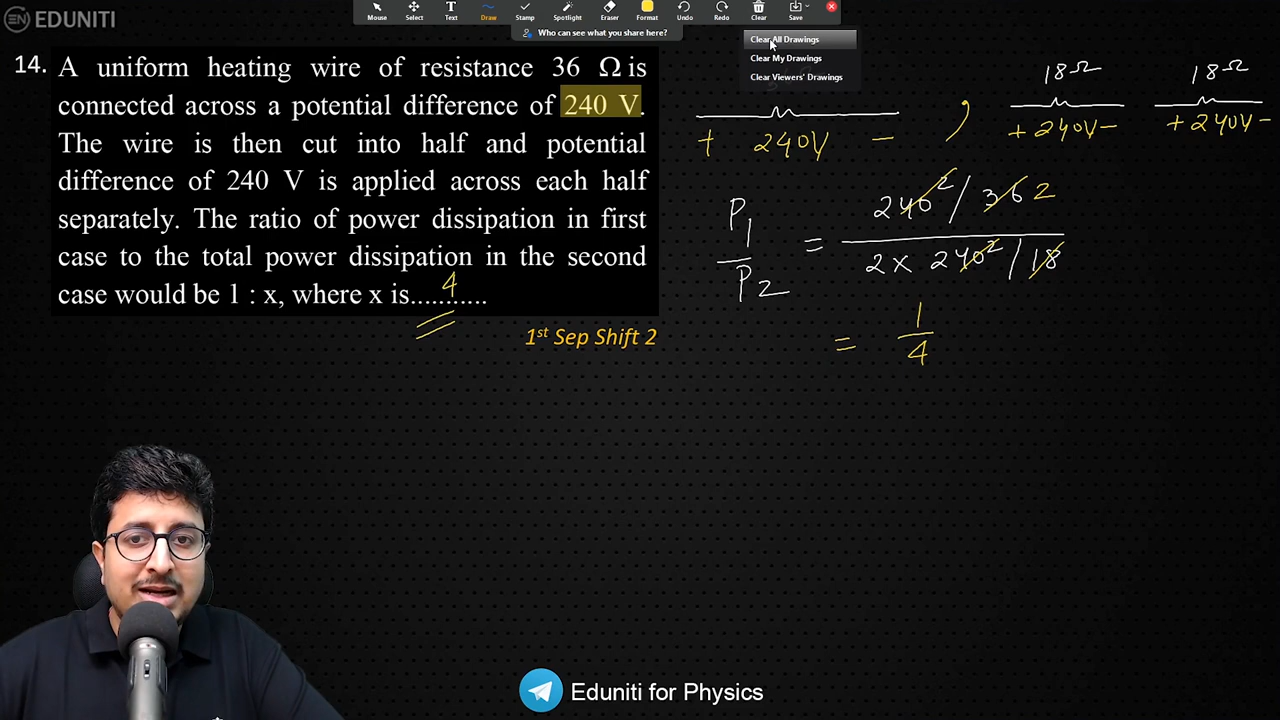 EN EDUNITI
Mouse Select Text Draw Stamp Spotlight Eraser Format Undo Redo Clear Save
Who can see what you share here?
Clear All Drawings
Clear My Drawings
Clear Viewers' Drawings
14. A uniform heating wire of resistance 36 Ω is
connected across a potential difference of 240 V.
The wire is then cut into half and potential
difference of 240 V is applied across each half
separately. The ratio of power dissipation in first
case to the total power dissipation in the second
case would be 1 : x, where x is............
4
1st Sep Shift 2
+ 240V -
,
18Ω
+240V-
18Ω
+240V-
P1/P2 = 240²/36 2
2 x 240²/18
= 1/4
Eduniti for Physics